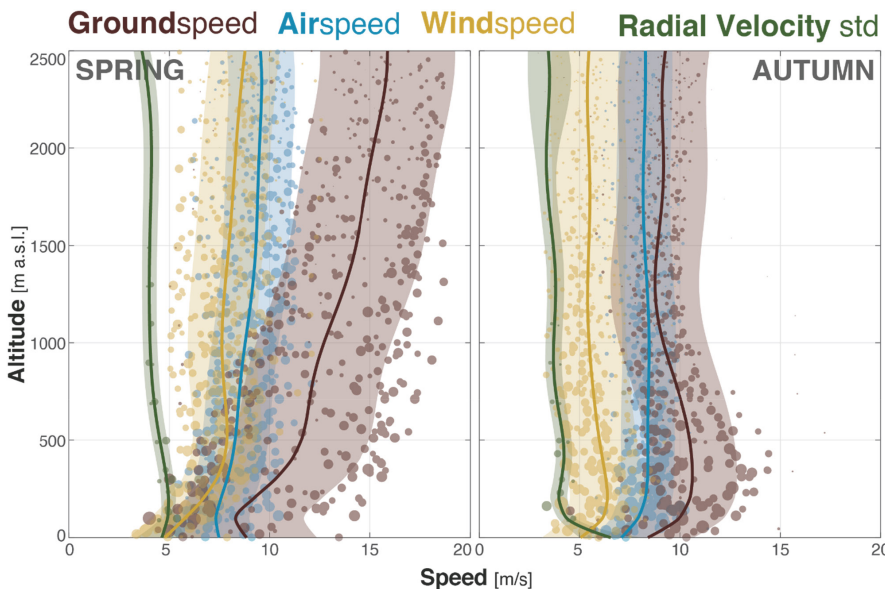 Groundspeed Airspeed Windspeed Radial Velocity std
SPRING
AUTUMN
2500
2000
1500
1000
500
0
Altitude [m a.s.l.]
0 5 10 15 20 0 5 10 15 20
Speed [m/s]